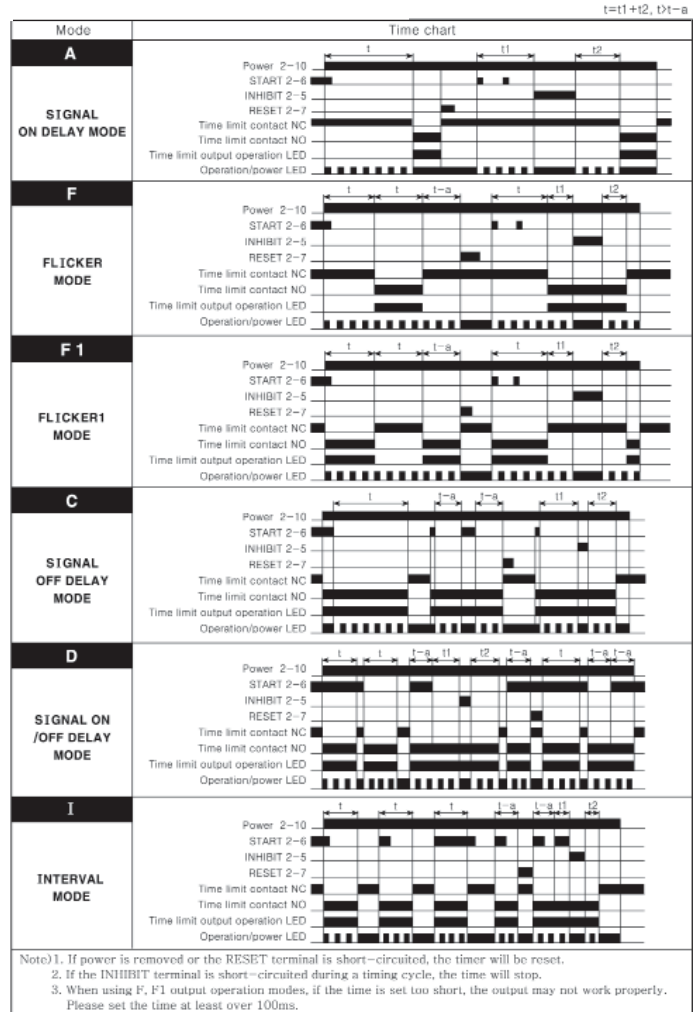 t=t1+t2, t>t-a
Mode Time chart
A
SIGNAL
ON DELAY MODE
t t1 t2
Power 2-10
START 2-6
INHIBIT 2-5
RESET 2-7
Time limit contact NC
Time limit contact NO
Time limit output operation LED
Operation/power LED
F
FLICKER
MODE
t t t-a t t1 t2
Power 2-10
START 2-6
INHIBIT 2-5
RESET 2-7
Time limit contact NC
Time limit contact NO
Time limit output operation LED
Operation/power LED
F 1
FLICKER1
MODE
t t t-a t t1 t2
Power 2-10
START 2-6
INHIBIT 2-5
RESET 2-7
Time limit contact NC
Time limit contact NO
Time limit output operation LED
Operation/power LED
C
SIGNAL
OFF DELAY
MODE
t t-a t-a t1 t2
Power 2-10
START 2-6
INHIBIT 2-5
RESET 2-7
Time limit contact NC
Time limit contact NO
Time limit output operation LED
Operation/power LED
D
SIGNAL ON
/OFF DELAY
MODE
t t t-a t1 t2 t-a t t-a t-a
Power 2-10
START 2-6
INHIBIT 2-5
RESET 2-7
Time limit contact NC
Time limit contact NO
Time limit output operation LED
Operation/power LED
I
INTERVAL
MODE
t t t t-a t-a t1 t2
Power 2-10
START 2-6
INHIBIT 2-5
RESET 2-7
Time limit contact NC
Time limit contact NO
Time limit output operation LED
Operation/power LED
Note) 1. If power is removed or the RESET terminal is short-circuited, the timer will be reset.
2. If the INHIBIT terminal is short-circuited during a timing cycle, the time will stop.
3. When using F, F1 output operation modes, if the time is set too short, the output may not work properly.
Please set the time at least over 100ms.